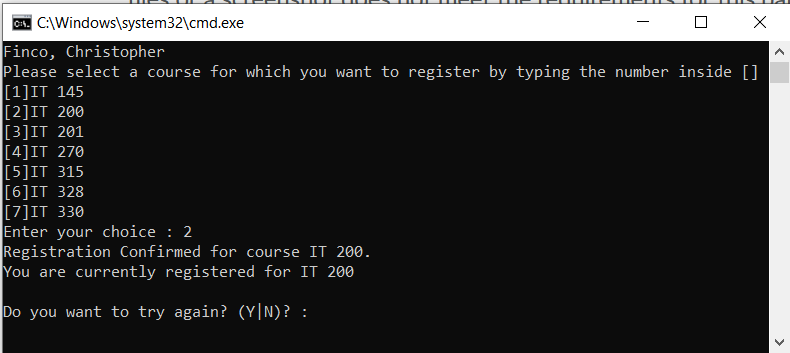 C:\Windows\system32\cmd.exe
Finco, Christopher
Please select a course for which you want to register by typing the number inside []
[1]IT 145
[2]IT 200
[3]IT 201
[4]IT 270
[5]IT 315
[6]IT 328
[7]IT 330
Enter your choice : 2
Registration Confirmed for course IT 200.
You are currently registered for IT 200
Do you want to try again? (Y|N)? :